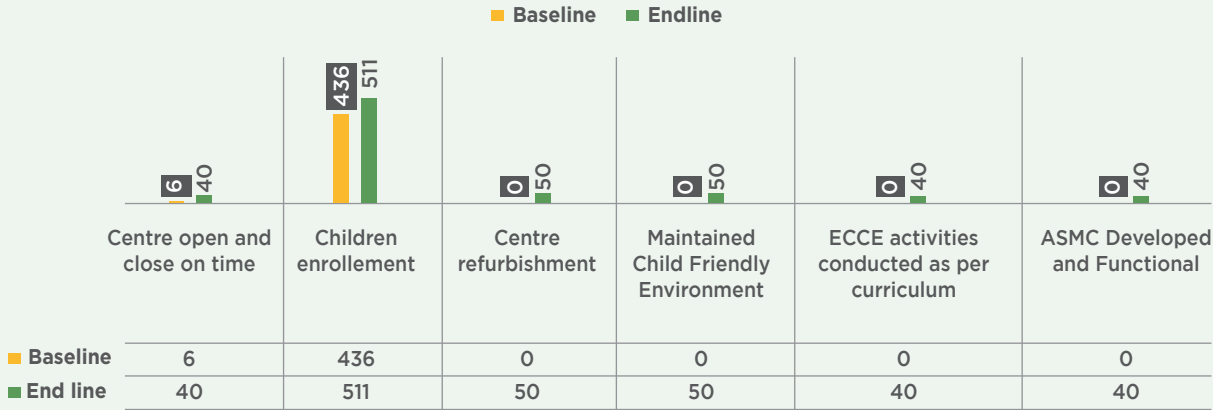 Baseline Endline
6 40 436 511 0 50 0 50 0 40 0 40
Centre open and close on time
Children enrollement
Centre refurbishment
Maintained Child Friendly Environment
ECCE activities conducted as per curriculum
ASMC Developed and Functional
Baseline 6 436 0 0 0 0
End line 40 511 50 50 40 40